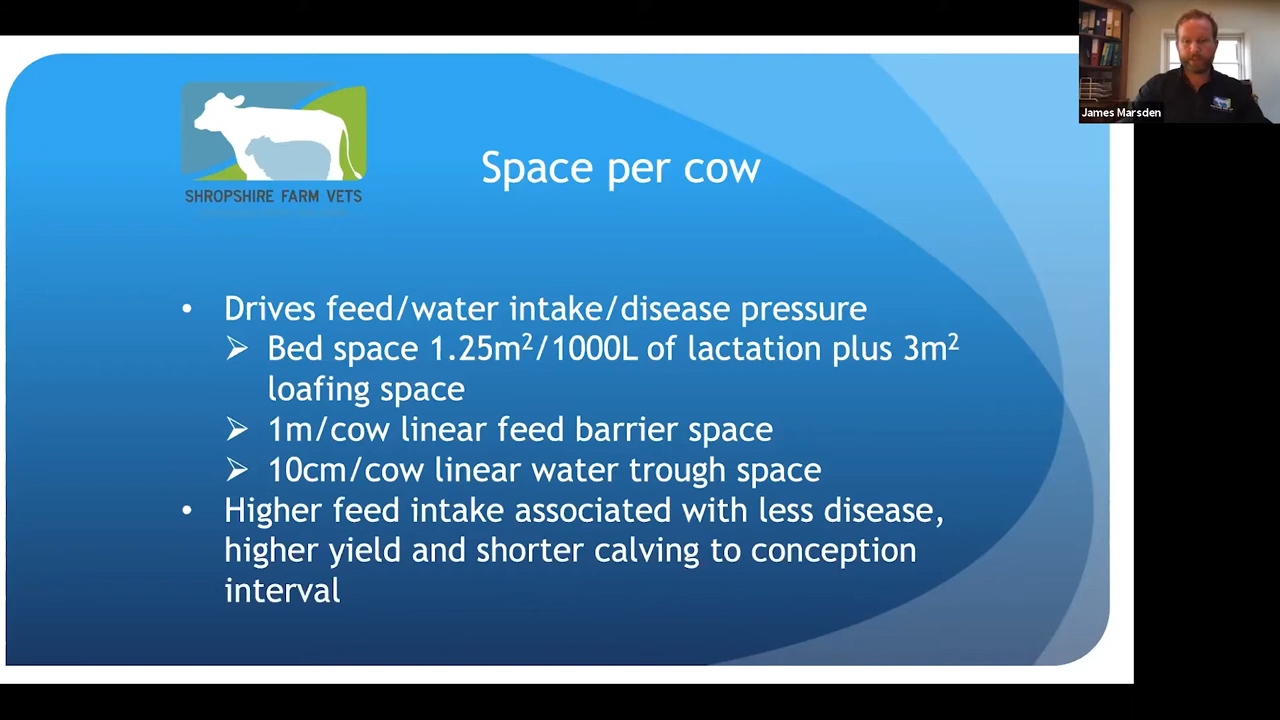 James Marsden
SHROPSHIRE FARM VETS
Space per cow
• Drives feed/water intake/disease pressure
➢ Bed space 1.25m²/1000L of lactation plus 3m²
loafing space
➢ 1m/cow linear feed barrier space
➢ 10cm/cow linear water trough space
• Higher feed intake associated with less disease,
higher yield and shorter calving to conception
interval